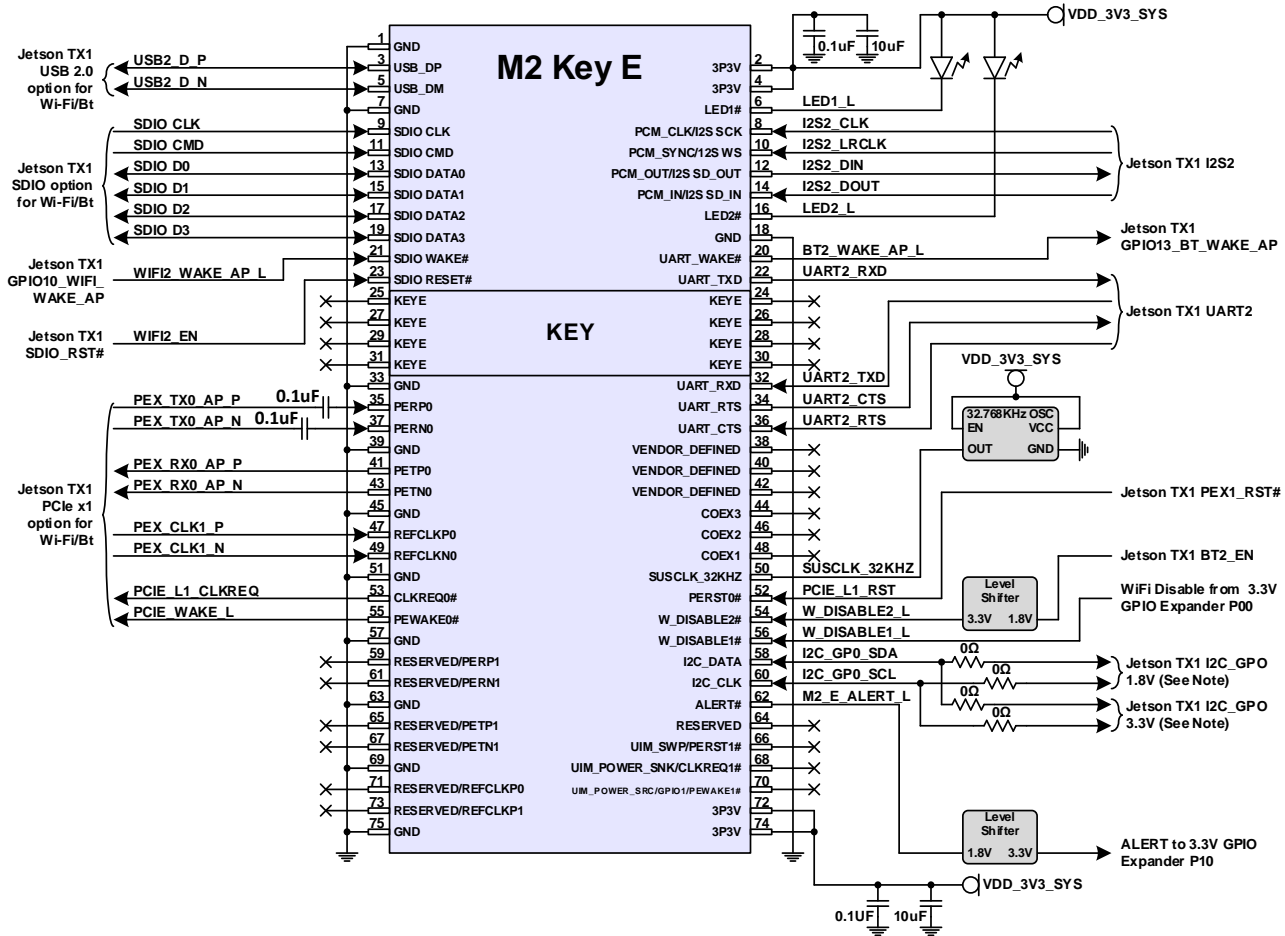 VDD_3V3_SYS
0.1uF
10uF
M2 Key E
Jetson TX1
USB 2.0
option for
Wi-Fi/Bt
USB2_D_P
USB2_D_N
Jetson TX1
SDIO option
for Wi-Fi/Bt
SDIO CLK
SDIO CMD
SDIO D0
SDIO D1
SDIO D2
SDIO D3
Jetson TX1
GPIO10_WIFI_
WAKE_AP
WIFI2_WAKE_AP_L
Jetson TX1
SDIO_RST#
WIFI2_EN
Jetson TX1
PCIe x1
option for
Wi-Fi/Bt
PEX_TX0_AP_P
0.1uF
PEX_TX0_AP_N
0.1uF
PEX_RX0_AP_P
PEX_RX0_AP_N
PEX_CLK1_P
PEX_CLK1_N
PCIE_L1_CLKREQ
PCIE_WAKE_L
1 GND
3 USB_DP
5 USB_DM
7 GND
9 SDIO CLK
11 SDIO CMD
13 SDIO DATA0
15 SDIO DATA1
17 SDIO DATA2
19 SDIO DATA3
21 SDIO WAKE#
23 SDIO RESET#
25 KEYE
27 KEYE
29 KEYE
31 KEYE
KEY
33 GND
35 PERP0
37 PERN0
39 GND
41 PETP0
43 PETN0
45 GND
47 REFCLKP0
49 REFCLKN0
51 GND
53 CLKREQ0#
55 PEWAKE0#
57 GND
59 RESERVED/PERP1
61 RESERVED/PERN1
63 GND
65 RESERVED/PETP1
67 RESERVED/PETN1
69 GND
71 RESERVED/REFCLKP0
73 RESERVED/REFCLKP1
75 GND
3P3V 2
3P3V 4
LED1# 6 LED1_L
PCM_CLK/I2S SCK 8 I2S2_CLK
PCM_SYNC/12S WS 10 I2S2_LRCLK
PCM_OUT/I2S SD_OUT 12 I2S2_DIN
PCM_IN/I2S SD_IN 14 I2S2_DOUT
LED2# 16 LED2_L
GND 18
UART_WAKE# 20 BT2_WAKE_AP_L
UART_TXD 22 UART2_RXD
KEYE 24
KEYE 26
KEYE 28
KEYE 30
UART_RXD 32 UART2_TXD
UART_RTS 34 UART2_CTS
UART_CTS 36 UART2_RTS
VENDOR_DEFINED 38
VENDOR_DEFINED 40
VENDOR_DEFINED 42
COEX3 44
COEX2 46
COEX1 48
SUSCLK_32KHZ 50 SUSCLK_32KHZ
PERST0# 52 PCIE_L1_RST
W_DISABLE2# 54 W_DISABLE2_L
W_DISABLE1# 56 W_DISABLE1_L
I2C_DATA 58 I2C_GP0_SDA
I2C_CLK 60 I2C_GP0_SCL
ALERT# 62 M2_E_ALERT_L
RESERVED 64
UIM_SWP/PERST1# 66
UIM_POWER_SNK/CLKREQ1# 68
UIM_POWER_SRC/GPIO1/PEWAKE1# 70
3P3V 72
3P3V 74
Jetson TX1 I2S2
Jetson TX1
GPIO13_BT_WAKE_AP
Jetson TX1 UART2
VDD_3V3_SYS
32.768KHz OSC
EN VCC
OUT GND
Jetson TX1 PEX1_RST#
Jetson TX1 BT2_EN
Level
Shifter
3.3V 1.8V
WiFi Disable from 3.3V
GPIO Expander P00
0Ω
0Ω
0Ω
0Ω
Jetson TX1 I2C_GPO
1.8V (See Note)
Jetson TX1 I2C_GPO
3.3V (See Note)
Level
Shifter
1.8V 3.3V
ALERT to 3.3V GPIO
Expander P10
VDD_3V3_SYS
0.1UF
10uF